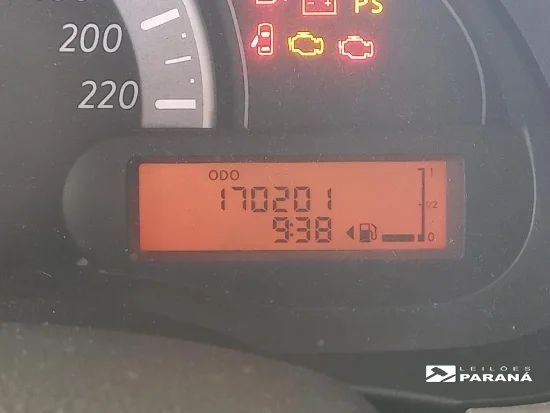 200
PS
220
ODO
170201
1
1/2
9:38
0
LEILÕES
PARANÁ